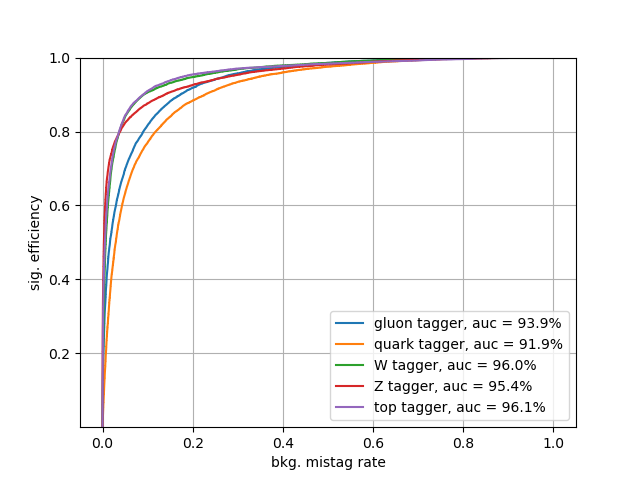 1.0
0.8
0.6
0.4
0.2
sig. efficiency
gluon tagger, auc = 93.9%
quark tagger, auc = 91.9%
W tagger, auc = 96.0%
Z tagger, auc = 95.4%
top tagger, auc = 96.1%
0.0 0.2 0.4 0.6 0.8 1.0
bkg. mistag rate